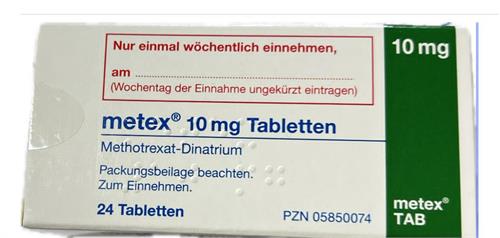 Nur einmal wöchentlich einnehmen,
am
(Wochentag der Einnahme ungekürzt eintragen)
10 mg
metex® 10 mg Tabletten
Methotrexat-Dinatrium
Packungsbeilage beachten.
Zum Einnehmen.
24 Tabletten
PZN 05850074
metex®
TAB